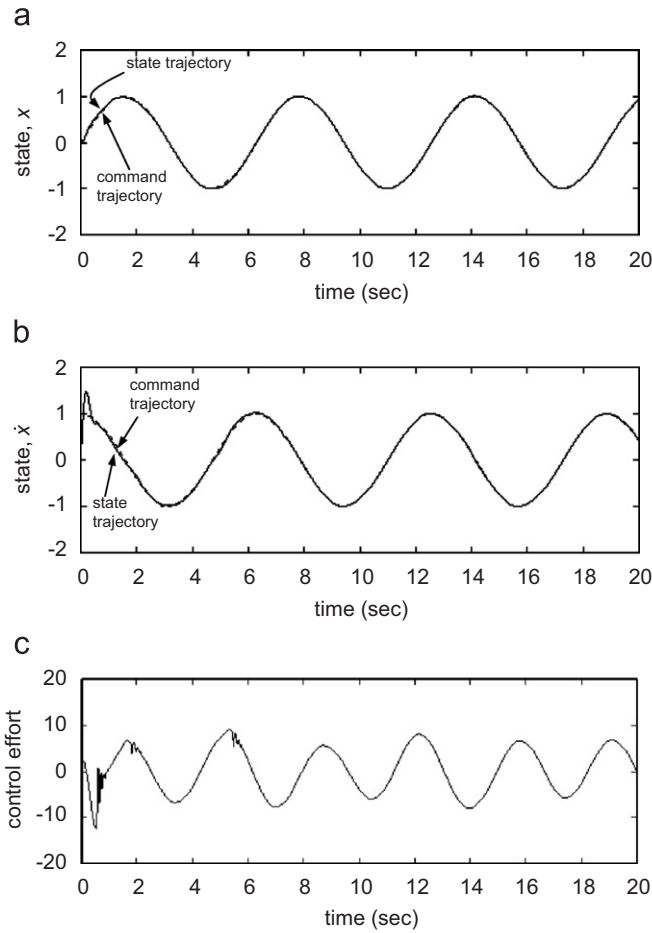 a
2
state trajectory
1
state, x
0
command
trajectory
-1
-2
0 2 4 6 8 10 12 14 16 18 20
time (sec)
b
2
command
trajectory
1
state, ẋ
0
state
trajectory
-1
-2
0 2 4 6 8 10 12 14 16 18 20
time (sec)
c
20
10
control effort
0
-10
-20
0 2 4 6 8 10 12 14 16 18 20
time (sec)